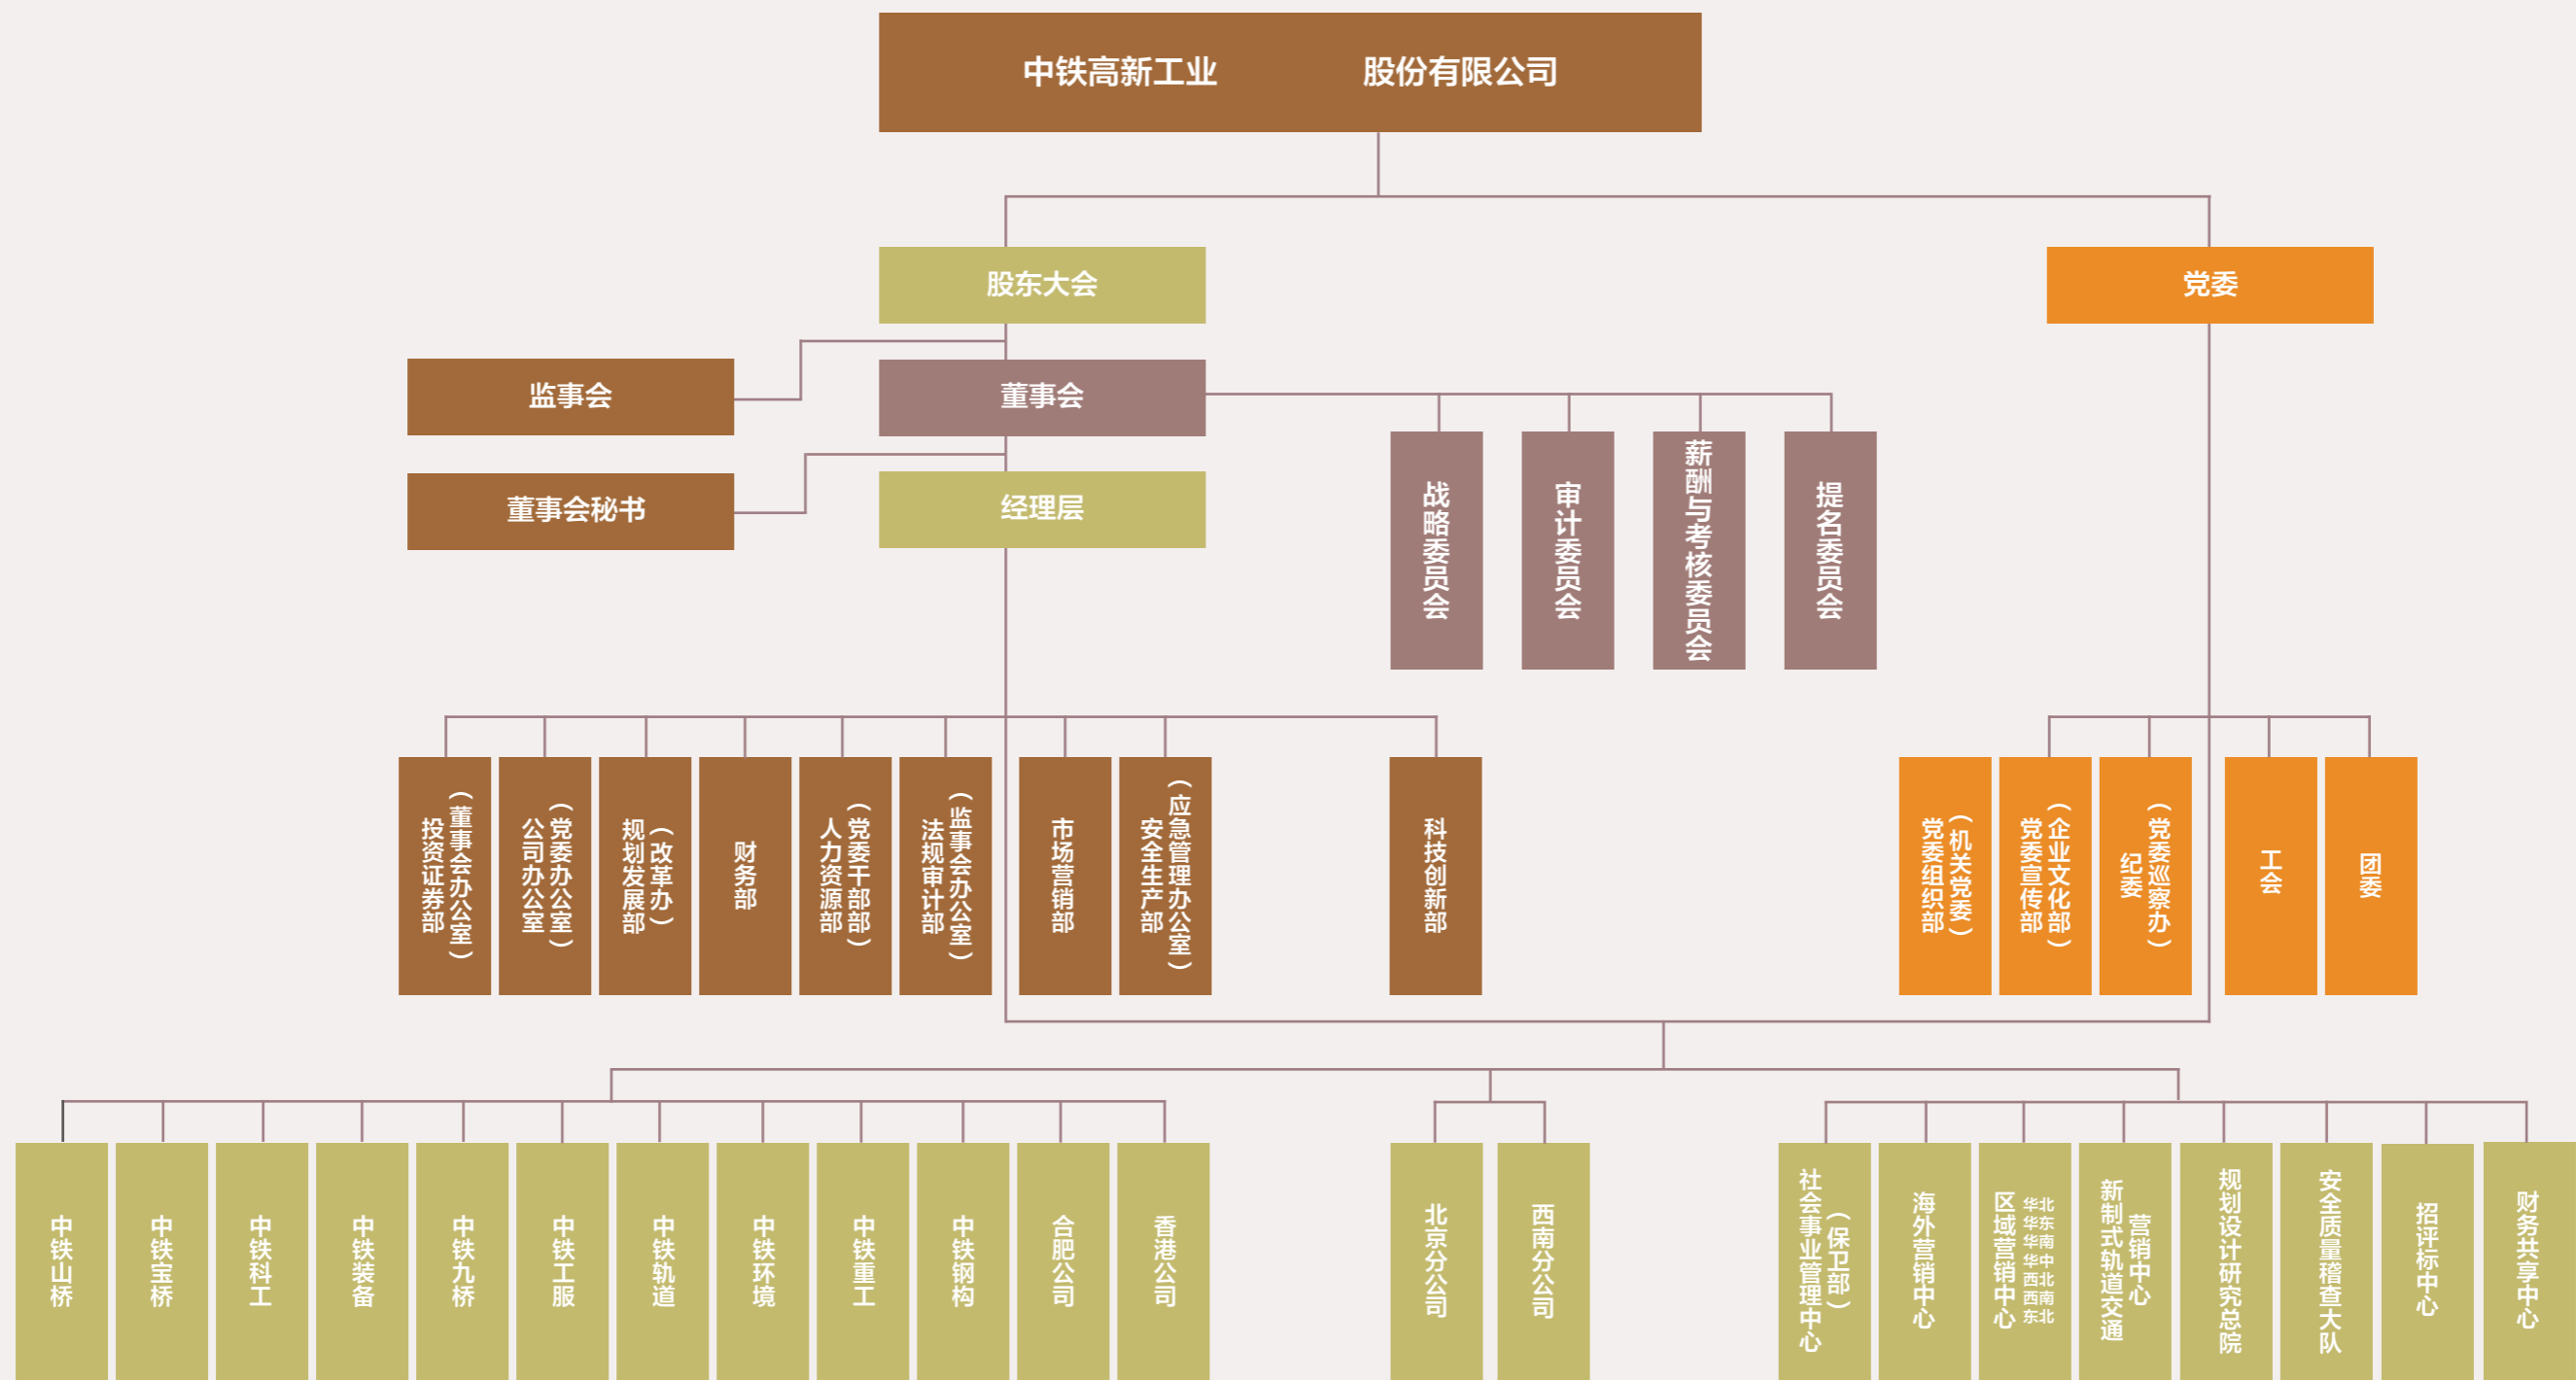 中铁高新工业 股份有限公司
股东大会
党委
监事会
董事会
董事会秘书
经理层
战略委员会
审计委员会
薪酬与考核委员会
提名委员会
投资证券部
（董事会办公室）
公司办公室
（党委办公室）
规划发展部
（改革办）
财务部
人力资源部
（党委干部部）
法规审计部
（监事会办公室）
市场营销部
安全生产部
（应急管理办公室）
科技创新部
党委组织部
（机关党委）
党委宣传部
（企业文化部）
纪委
（党委巡察办）
工会
团委
中铁山桥
中铁宝桥
中铁科工
中铁装备
中铁九桥
中铁工服
中铁轨道
中铁环境
中铁重工
中铁钢构
合肥公司
香港公司
北京分公司
西南分公司
社会事业管理中心
（保卫部）
海外营销中心
区域营销中心
华北
华东
华南
华中
西北
西南
东北
新制式轨道交通
营销中心
规划设计研究总院
安全质量稽查大队
招评标中心
财务共享中心